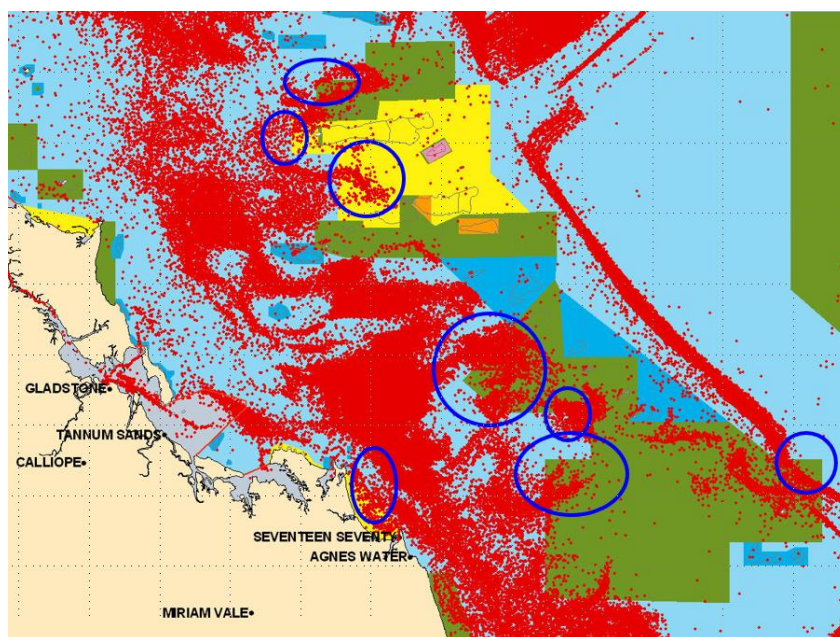 GLADSTONE
TANNUM SANDS
CALLIOPE
SEVENTEEN SEVENTY
AGNES WATER
MIRIAM VALE